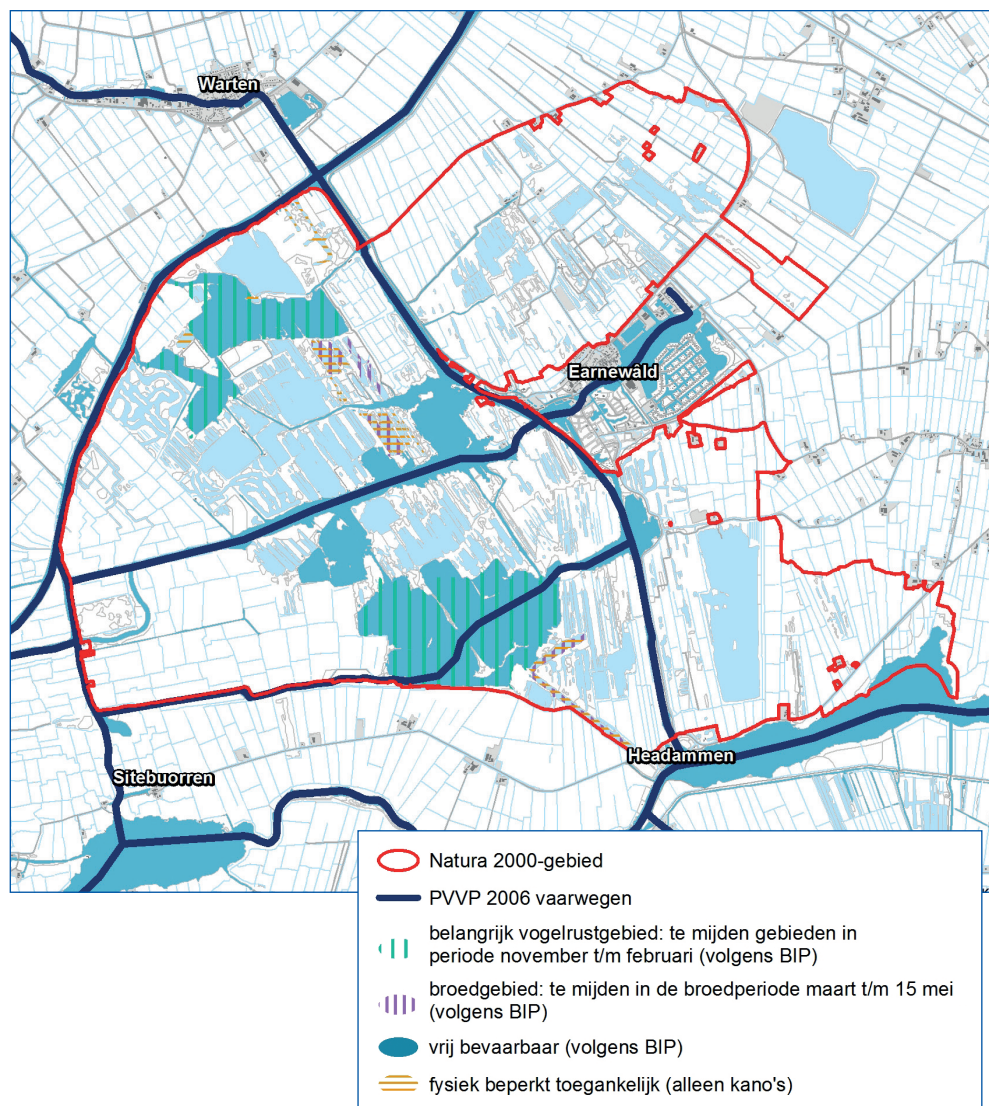 Warten
Earnewâld
Headammen
Sitebuorren
Natura 2000-gebied
PVVP 2006 vaarwegen
belangrijk vogelrustgebied: te mijden gebieden in
periode november t/m februari (volgens BIP)
broedgebied: te mijden in de broedperiode maart t/m 15 mei
(volgens BIP)
vrij bevaarbaar (volgens BIP)
fysiek beperkt toegankelijk (alleen kano's)